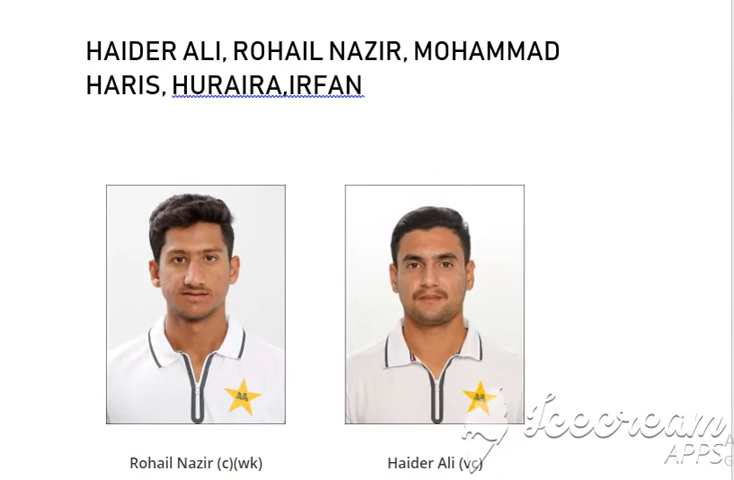 HAIDER ALI, ROHAIL NAZIR, MOHAMMAD
HARIS, HURAIRA,IRFAN
Rohail Nazir (c)(wk)
Haider Ali (vc)
Icecream
APPS